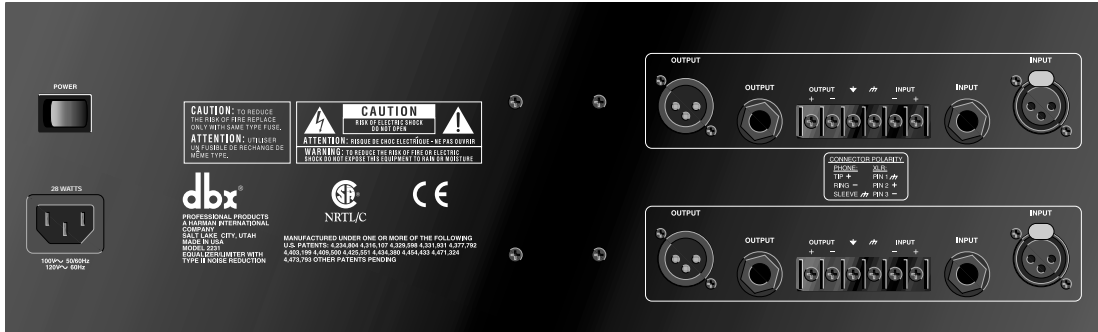 POWER
28 WATTS
100V~ 50/60Hz
120V~ 60Hz
CAUTION: TO REDUCE
THE RISK OF FIRE REPLACE
ONLY WITH SAME TYPE FUSE.
ATTENTION: UTILISER
UN FUSIBLE DE RECHANGE DE
MÊME TYPE.
CAUTION
RISK OF ELECTRIC SHOCK
DO NOT OPEN
ATTENTION: RISQUE DE CHOC ELECTRIQUE - NE PAS OUVRIR
WARNING: TO REDUCE THE RISK OF FIRE OR ELECTRIC
SHOCK DO NOT EXPOSE THIS EQUIPMENT TO RAIN OR MOISTURE
dbx®
PROFESSIONAL PRODUCTS
A HARMAN INTERNATIONAL
COMPANY
SALT LAKE CITY, UTAH
MADE IN USA
MODEL 2231
EQUALIZER/LIMITER WITH
TYPE III NOISE REDUCTION
SA ®
NRTL/C
CE
MANUFACTURED UNDER ONE OR MORE OF THE FOLLOWING
U.S. PATENTS: 4,234,804 4,316,107 4,329,598 4,331,931 4,377,792
4,403,199 4,409,500 4,425,551 4,434,380 4,454,433 4,471,324
4,473,793 OTHER PATENTS PENDING
OUTPUT
OUTPUT
OUTPUT
+ −
INPUT
− +
INPUT
INPUT
CONNECTOR POLARITY
PHONE: XLR:
TIP + PIN 1
RING − PIN 2 +
SLEEVE PIN 3 −
OUTPUT
OUTPUT
OUTPUT
+ −
INPUT
− +
INPUT
INPUT